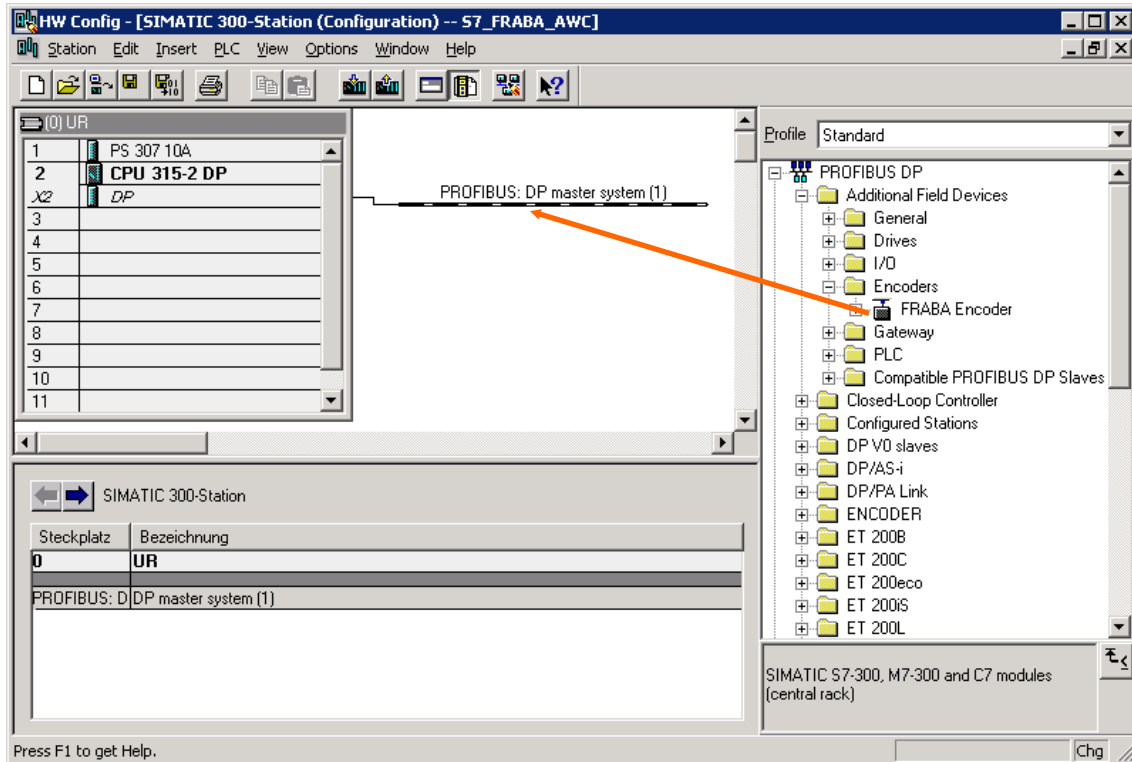 HW Config - [SIMATIC 300-Station (Configuration) -- S7_FRABA_AWC]
Station Edit Insert PLC View Options Window Help
(0) UR
1 PS 307 10A
2 CPU 315-2 DP
X2 DP
3
4
5
6
7
8
9
10
11
PROFIBUS: DP master system (1)
SIMATIC 300-Station
Steckplatz Bezeichnung
0 UR
PROFIBUS: D DP master system (1)
Profile Standard
PROFIBUS DP
Additional Field Devices
General
Drives
I/O
Encoders
FRABA Encoder
Gateway
PLC
Compatible PROFIBUS DP Slaves
Closed-Loop Controller
Configured Stations
DP V0 slaves
DP/AS-i
DP/PA Link
ENCODER
ET 200B
ET 200C
ET 200eco
ET 200iS
ET 200L
SIMATIC S7-300, M7-300 and C7 modules
(central rack)
Press F1 to get Help.
Chg